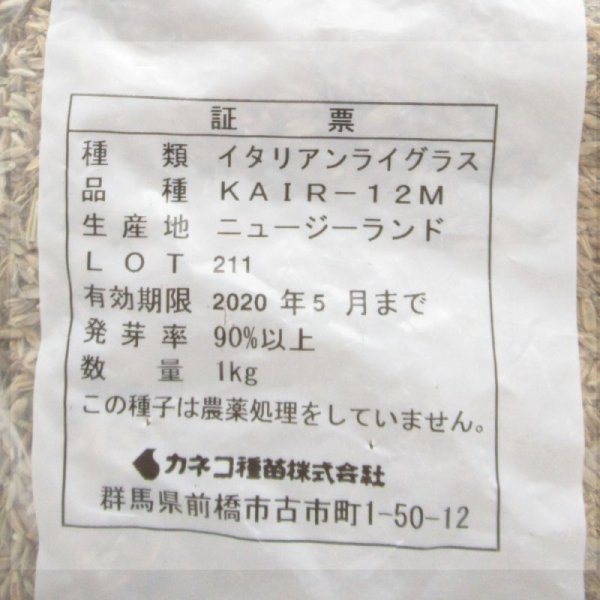 証 票
種 類 イタリアンライグラス
品 種 KAIR-12M
生産地 ニュージーランド
LOT 211
有効期限 2020 年 5 月まで
発芽率 90%以上
数 量 1kg
この種子は農薬処理をしていません。
カネコ種苗株式会社
群馬県前橋市古市町1-50-12